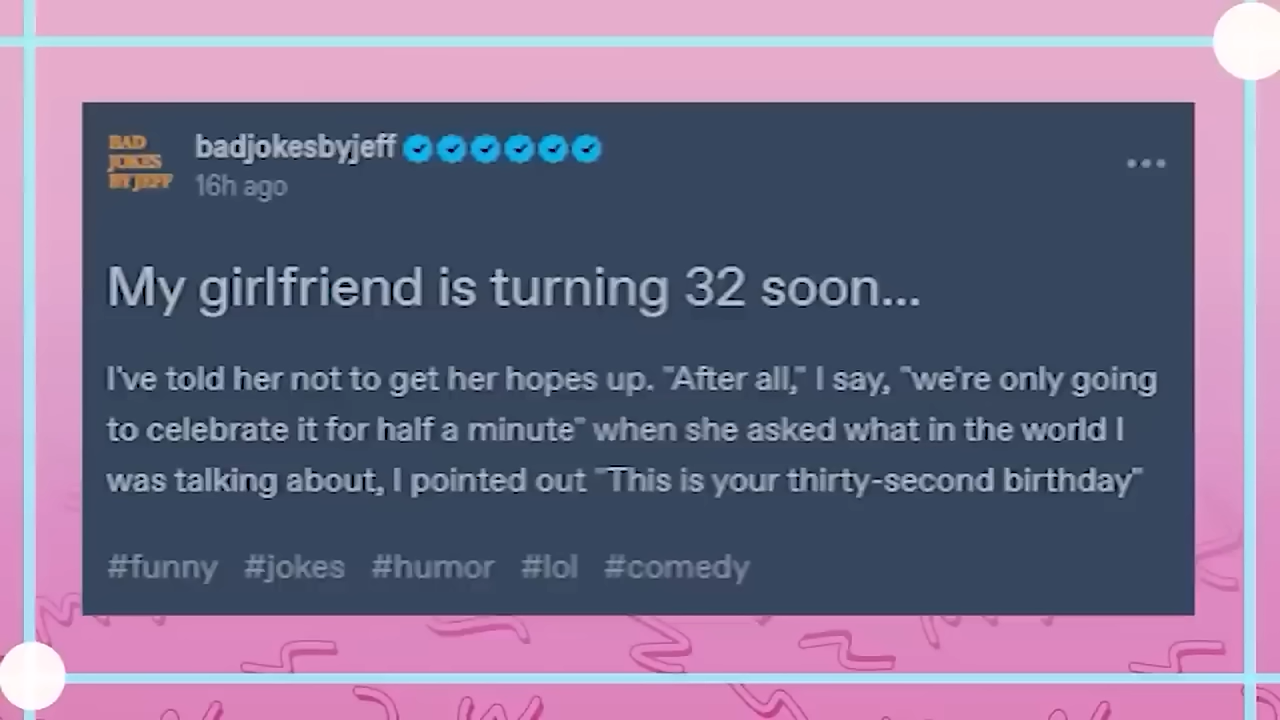 BAD
JOKES
BY JEFF
badjokesbyjeff
16h ago
My girlfriend is turning 32 soon...
I've told her not to get her hopes up. "After all," I say, "we're only going
to celebrate it for half a minute" when she asked what in the world I
was talking about, I pointed out "This is your thirty-second birthday"
#funny #jokes #humor #lol #comedy